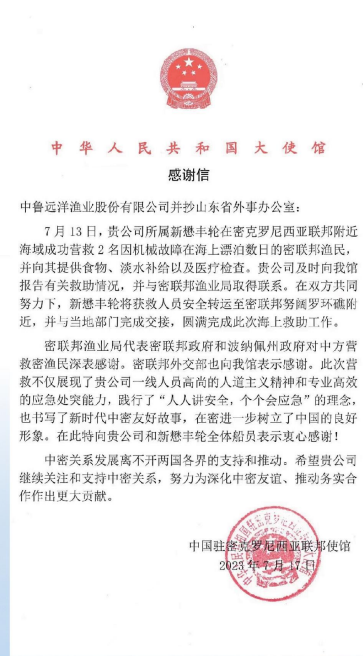 中华人民共和国大使馆
感谢信
中鲁远洋渔业股份有限公司并抄山东省外事办公室：
7月13日，贵公司所属新懋丰轮在密克罗尼西亚联邦附近
海域成功营救2名因机械故障在海上漂泊数日的密联邦渔民，
并向其提供食物、淡水补给以及医疗检查。贵公司及时向我馆
报告有关救助情况，并与密联邦渔业局取得联系。在双方共同
努力下，新懋丰轮将获救人员安全转运至密联邦努阔罗环礁附
近，并与当地部门完成交接，圆满完成此次海上救助工作。
密联邦渔业局代表密联邦政府和波纳佩州政府对中方营
救密渔民深表感谢。密联邦外交部也向我馆表示感谢。此次营
救不仅展现了贵公司一线人员高尚的人道主义精神和专业高效
的应急处突能力，践行了“人人讲安全，个个会应急”的理念，
也书写了新时代中密友好故事，在密进一步树立了中国的良好
形象。在此特向贵公司和新懋丰轮全体船员表示衷心感谢！
中密关系发展离不开两国各界的支持和推动。希望贵公司
继续关注和支持中密关系，努力为深化中密友谊、推动务实合
作作出更大贡献。
中国驻密克罗尼西亚联邦使馆
2023年7月17日